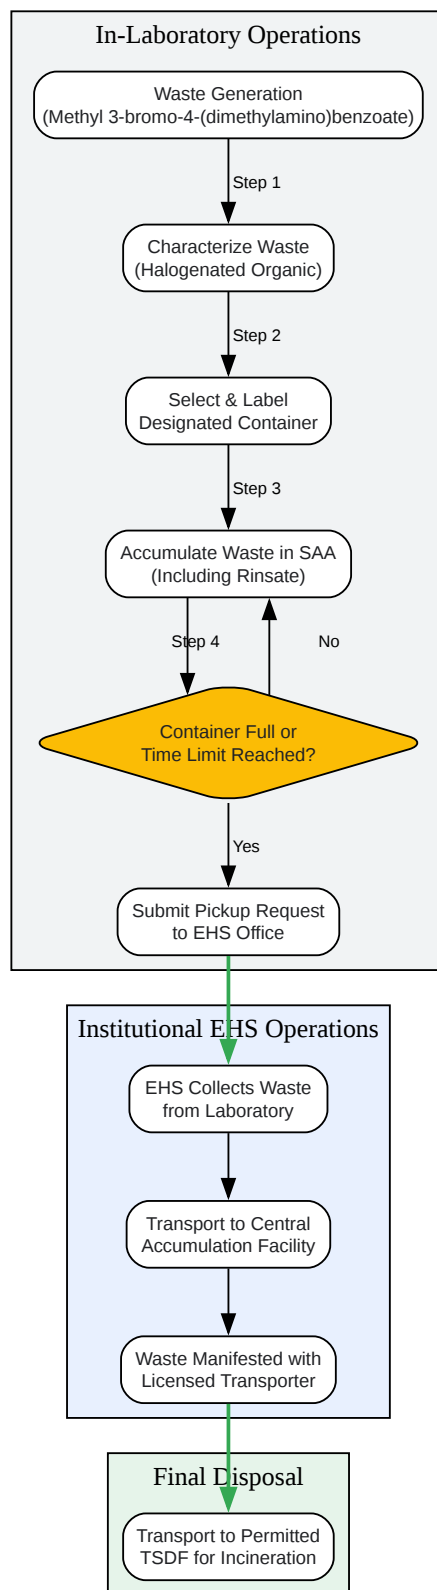 In-Laboratory Operations
Waste Generation
(Methyl 3-bromo-4-(dimethylamino)benzoate)
Step 1
Characterize Waste
(Halogenated Organic)
Step 2
Select & Label
Designated Container
Step 3
Accumulate Waste in SAA
(Including Rinsate)
Step 4
No
Container Full or
Time Limit Reached?
Yes
Submit Pickup Request
to EHS Office
Institutional EHS Operations
EHS Collects Waste
from Laboratory
Transport to Central
Accumulation Facility
Waste Manifested with
Licensed Transporter
Final Disposal
Transport to Permitted
TSDF for Incineration